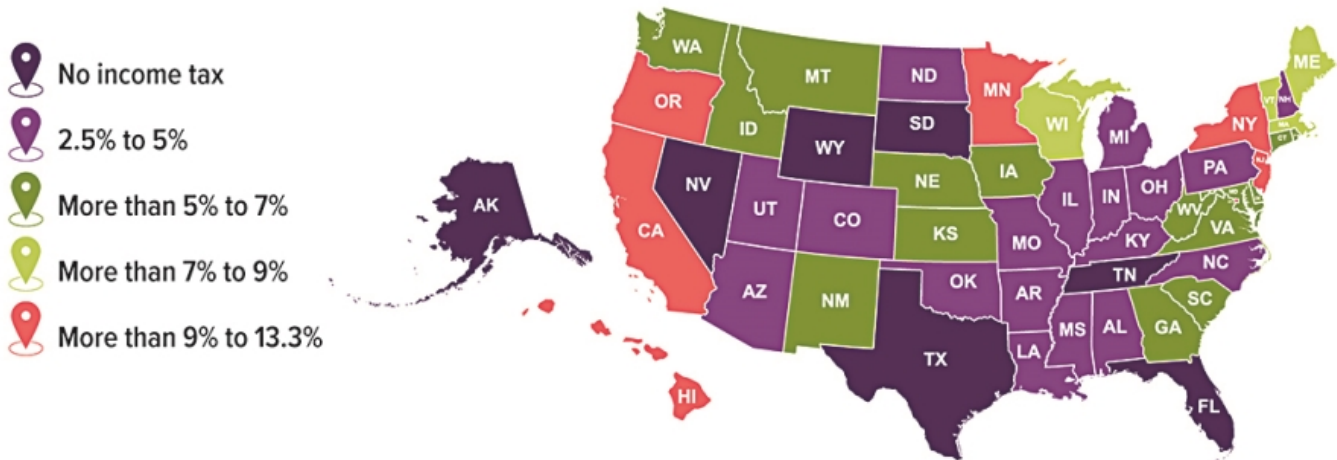 No income tax
2.5% to 5%
More than 5% to 7%
More than 7% to 9%
More than 9% to 13.3%
WA
MT
ND
MN
ME
OR
ID
SD
WI
VT
NH
WY
MI
NY
MA
CT
NV
NE
IA
PA
NJ
AK
UT
CO
IL
IN
OH
CA
KS
MO
WV
VA
KY
AZ
NM
OK
AR
TN
NC
SC
TX
MS
AL
GA
LA
HI
FL